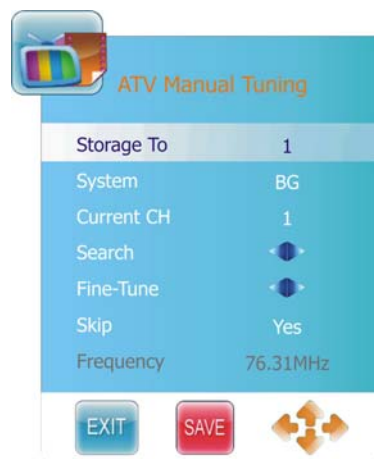 ATV Manual Tuning
Storage To 1
System BG
Current CH 1
Search
Fine-Tune
Skip Yes
Frequency 76.31MHz
EXIT SAVE